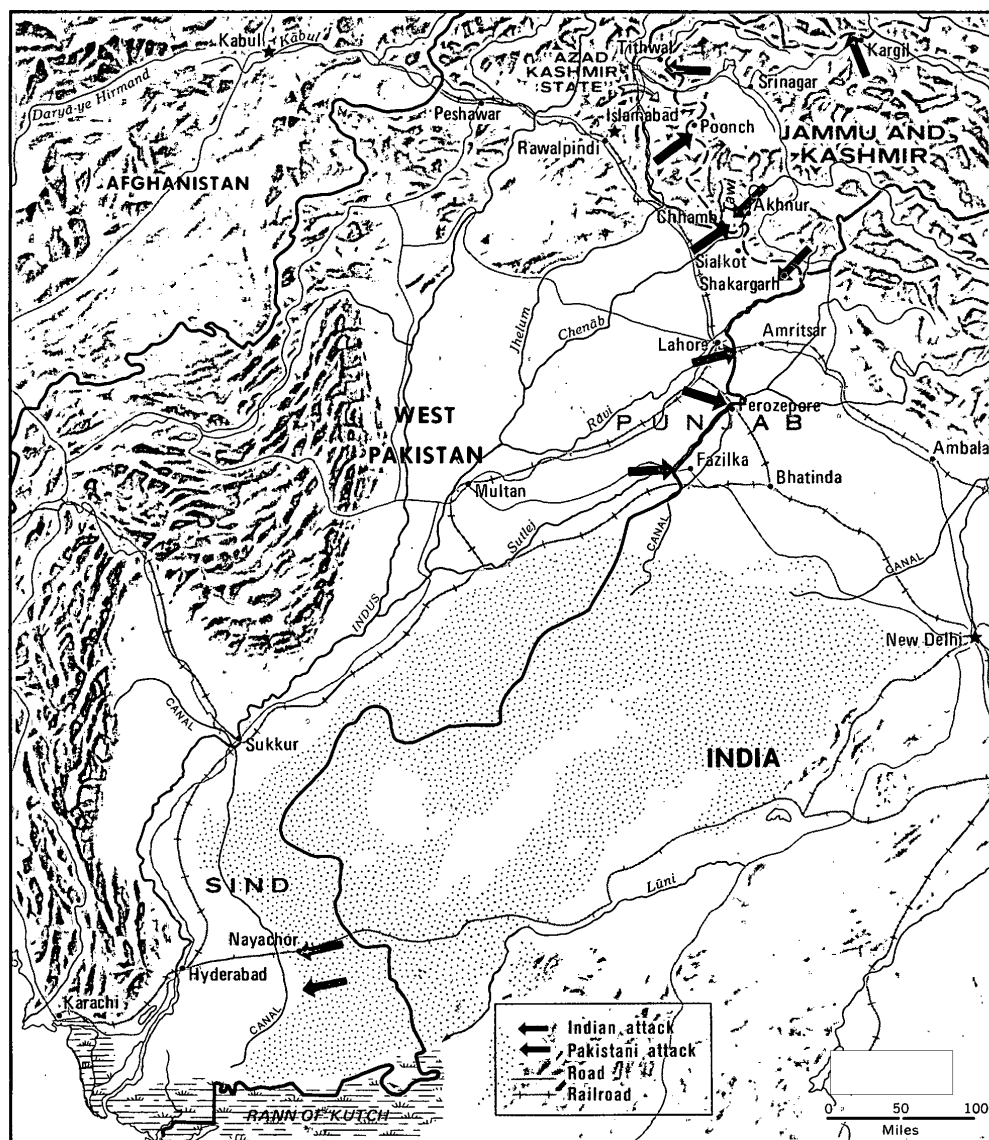 Kabul
Kābul
Daryā-ye Hirmand
Tithwal
Kargil
AZAD
KASHMIR
STATE
Srinagar
Peshawar
Islamabad
Poonch
Rawalpindi
JAMMU AND
KASHMIR
AFGHANISTAN
Tawi
Akhnur
Chhamb
Sialkot
Shakargarh
Jhelum
Chenāb
Lahore
Amritsar
Rāvi
Ferozepore
WEST
PAKISTAN
PUNJAB
Fazilka
Ambala
Multan
Bhatinda
Sutlej
CANAL
CANAL
INDUS
New Delhi
CANAL
Sukkur
INDIA
SIND
Lūni
Nayachor
Hyderabad
Karachi
CANAL
RANN OF KUTCH
Indian attack
Pakistani attack
Road
Railroad
0 50 100
Miles